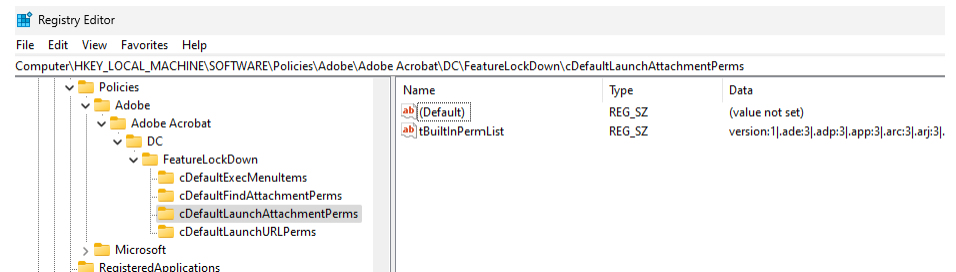 Registry Editor
File Edit View Favorites Help
Computer\HKEY_LOCAL_MACHINE\SOFTWARE\Policies\Adobe\Adobe Acrobat\DC\FeatureLockDown\cDefaultLaunchAttachmentPerms
Policies
Adobe
Adobe Acrobat
DC
FeatureLockDown
cDefaultExecMenuItems
cDefaultFindAttachmentPerms
cDefaultLaunchAttachmentPerms
cDefaultLaunchURLPerms
Microsoft
RegisteredApplications
Name Type Data
(Default) REG_SZ (value not set)
tBuiltInPermList REG_SZ version:1|.ade:3|.adp:3|.app:3|.arc:3|.arj:3|.